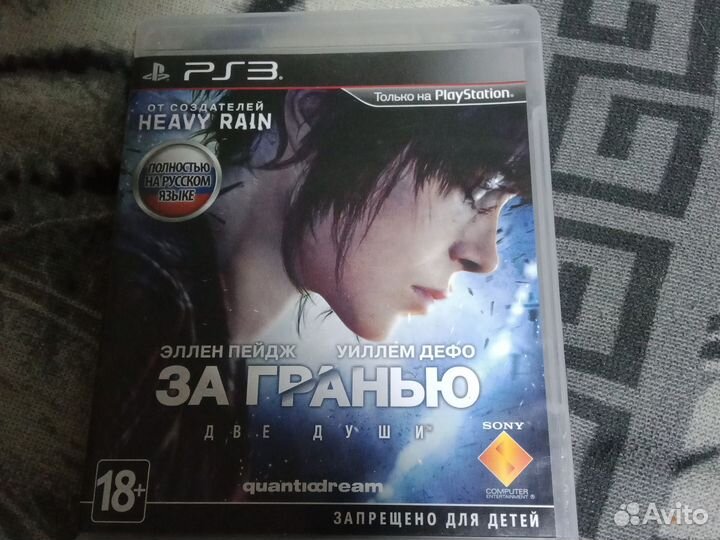 PS3
Только на PlayStation
ОТ СОЗДАТЕЛЕЙ
HEAVY RAIN
ПОЛНОСТЬЮ
НА РУССКОМ
ЯЗЫКЕ
ЭЛЛЕН ПЕЙДЖ УИЛЛЕМ ДЕФО
ЗА ГРАНЬЮ
ДВЕ ДУШИ™
SONY
COMPUTER
ENTERTAINMENT
18+
quanticdream
ЗАПРЕЩЕНО ДЛЯ ДЕТЕЙ
Avito